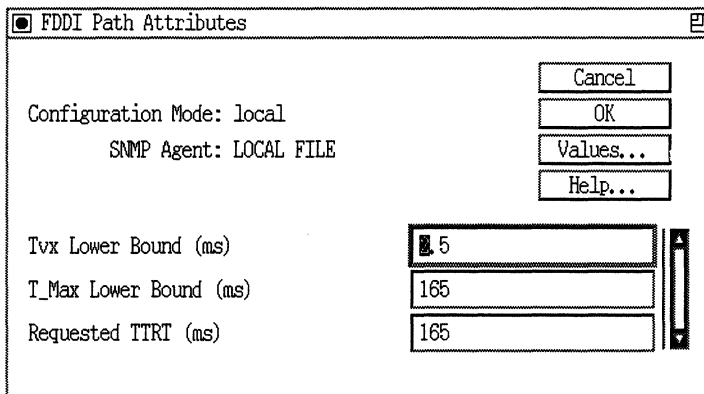 FDDI Path Attributes
Cancel
Configuration Mode: local
OK
SNMP Agent: LOCAL FILE
Values...
Help...
Tvx Lower Bound (ms)
.5
T_Max Lower Bound (ms)
165
Requested TTRT (ms)
165